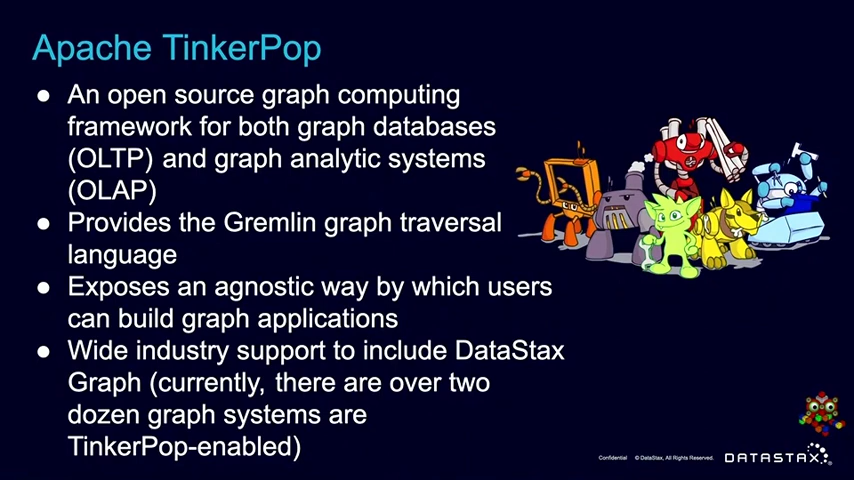 Apache TinkerPop
● An open source graph computing
framework for both graph databases
(OLTP) and graph analytic systems
(OLAP)
● Provides the Gremlin graph traversal
language
● Exposes an agnostic way by which users
can build graph applications
● Wide industry support to include DataStax
Graph (currently, there are over two
dozen graph systems are
TinkerPop-enabled)
Confidential © DataStax, All Rights Reserved. DATASTAX